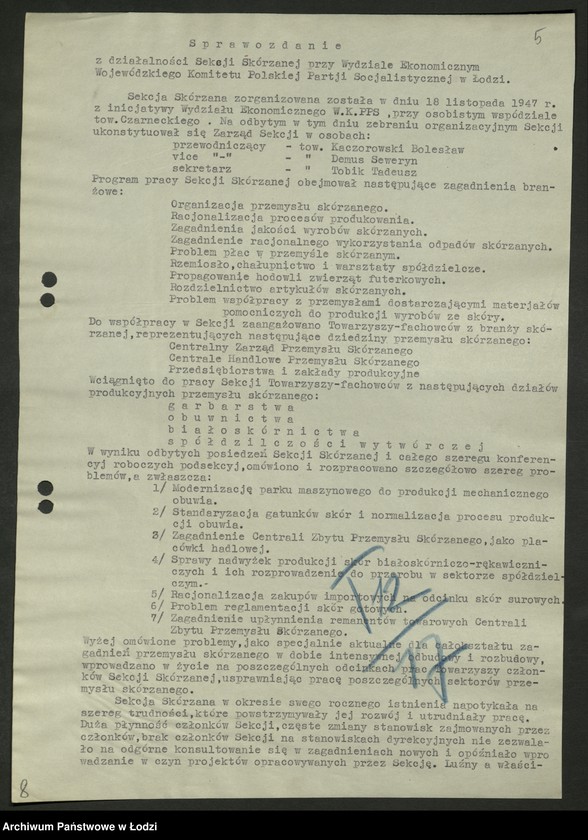 5
S p r a w o z d a n i e
z działalności Sekcji Skórzanej przy Wydziale Ekonomicznym
Wojewódzkiego Komitetu Polskiej Partji Socjalistycznej w Łodzi.
Sekcja Skórzana zorganizowana została w dniu 18 listopada 1947 r.
z inicjatywy Wydziału Ekonomicznego W.K.PPS ,przy osobistym wspódziale
tow.Czarneckiego . Na odbytym w tym dniu zebraniu organizacyjnym Sekcji
ukonstytuował się Zarząd Sekcji w osobach:
przewodniczący - tow. Kaczorowski Bolesław
vice "-" - " Demus Seweryn
sekretarz - " Tobik Tadeusz
Program pracy Sekcji Skórzanej obejmował następujące zagadnienia bran-
żowe:
Organizacja przemysłu skórzanego.
Racjonalizacja procesów produkowania.
Zagadnienia jakości wyrobów skórzanych.
Zagadnienie racjonalnego wykorzystania odpadów skórzanych.
Problem płac w przemyśle skórzanym.
Rzemiosło,chałupnictwo i warsztaty spółdzielcze.
Propagowanie hodowli zwierząt futerkowych.
Rozdzielnictwo artykułów skórzanych.
Problem współpracy z przemysłami dostarczającymi materjałów
pomocniczych do produkcji wyrobów ze skóry.
Do współpracy w Sekcji zaangażowano Towarzyszy-fachowców z branży skó-
rzanej,reprezentujących następujące dziedziny przemysłu skórzanego:
Centralny Zarząd Przemysłu Skórzanego
Centrale Handlowe Przemysłu Skórzanego
Przedsiębiorstwa i zakłady produkcyjne
Wciągnięto do pracy Sekcji Towarzyszy-fachowców z następujących działów
produkcyjnych przemysłu skórzanego:
g a r b a r s t w a
o b u w n i c t w a
b i a ł o s k ó r n i c t w a
s p ó ł d z i l c z o ś c i w y t w ó r c z e j
W wyniku odbytych posiedzeń Sekcji Skórzanej i całego szeregu konferen-
cyj roboczych podsekcyj,omówiono i rozpracowano szczegółowo szereg pro-
blemów,a zwłaszcza:
1/ Modernizację parku maszynowego do produkcji mechanicznego
obuwia.
2/ Standaryzacja gatunków skór i normalizacja procesu produk-
cji obuwia.
3/ Zagadnienie Centrali Zbytu Przemysłu Skórzanego,jako pla-
cówki hadlowej.
4/ Sprawy nadwyżek produkcji skór białoskórniczo-rękawiczni-
czych i ich rozprowadzenie do przerobu w sektorze spółdziel-
czym.-
5/ Racjonalizacja zakupów importowych na odcinku skór surowych.
6/ Problem reglamentacji skór gotowych.
7/ Zagadnienie upłynnienia remanentów towarowych Centrali
Zbytu Przemysłu Skórzanego.
Wyżej omówione problemy,jako specjalnie aktualne dla całokształtu za-
gadnień przemysłu skórzanego w dobie intensywnej odbudowy i rozbudowy,
wprowadzano w życie na poszczególnych odcinkach prac towarzyszy człon-
ków Sekcji Skórzanej,usprawniając pracę poszczególnych sektorów prze-
mysłu skórzanego.
Sekcja Skórzana w okresie swego rocznego istnienia napotykała na
szereg trudności,które powstrzymywały jej rozwój i utrudniały pracę.
Duża płynność członków Sekcji,częste zmiany stanowisk zajmowanych przez
członków,brak członków Sekcji na stanowiskach dyrekcyjnych nie zezwala-
ło na odgórne konsultowanie się w zagadnieniach nowych i opóźniało wpro
wadzanie w czyn projektów opracowywanych przez Sekcję. Luźny a właści-
8
Archiwum Państwowe w Łodzi